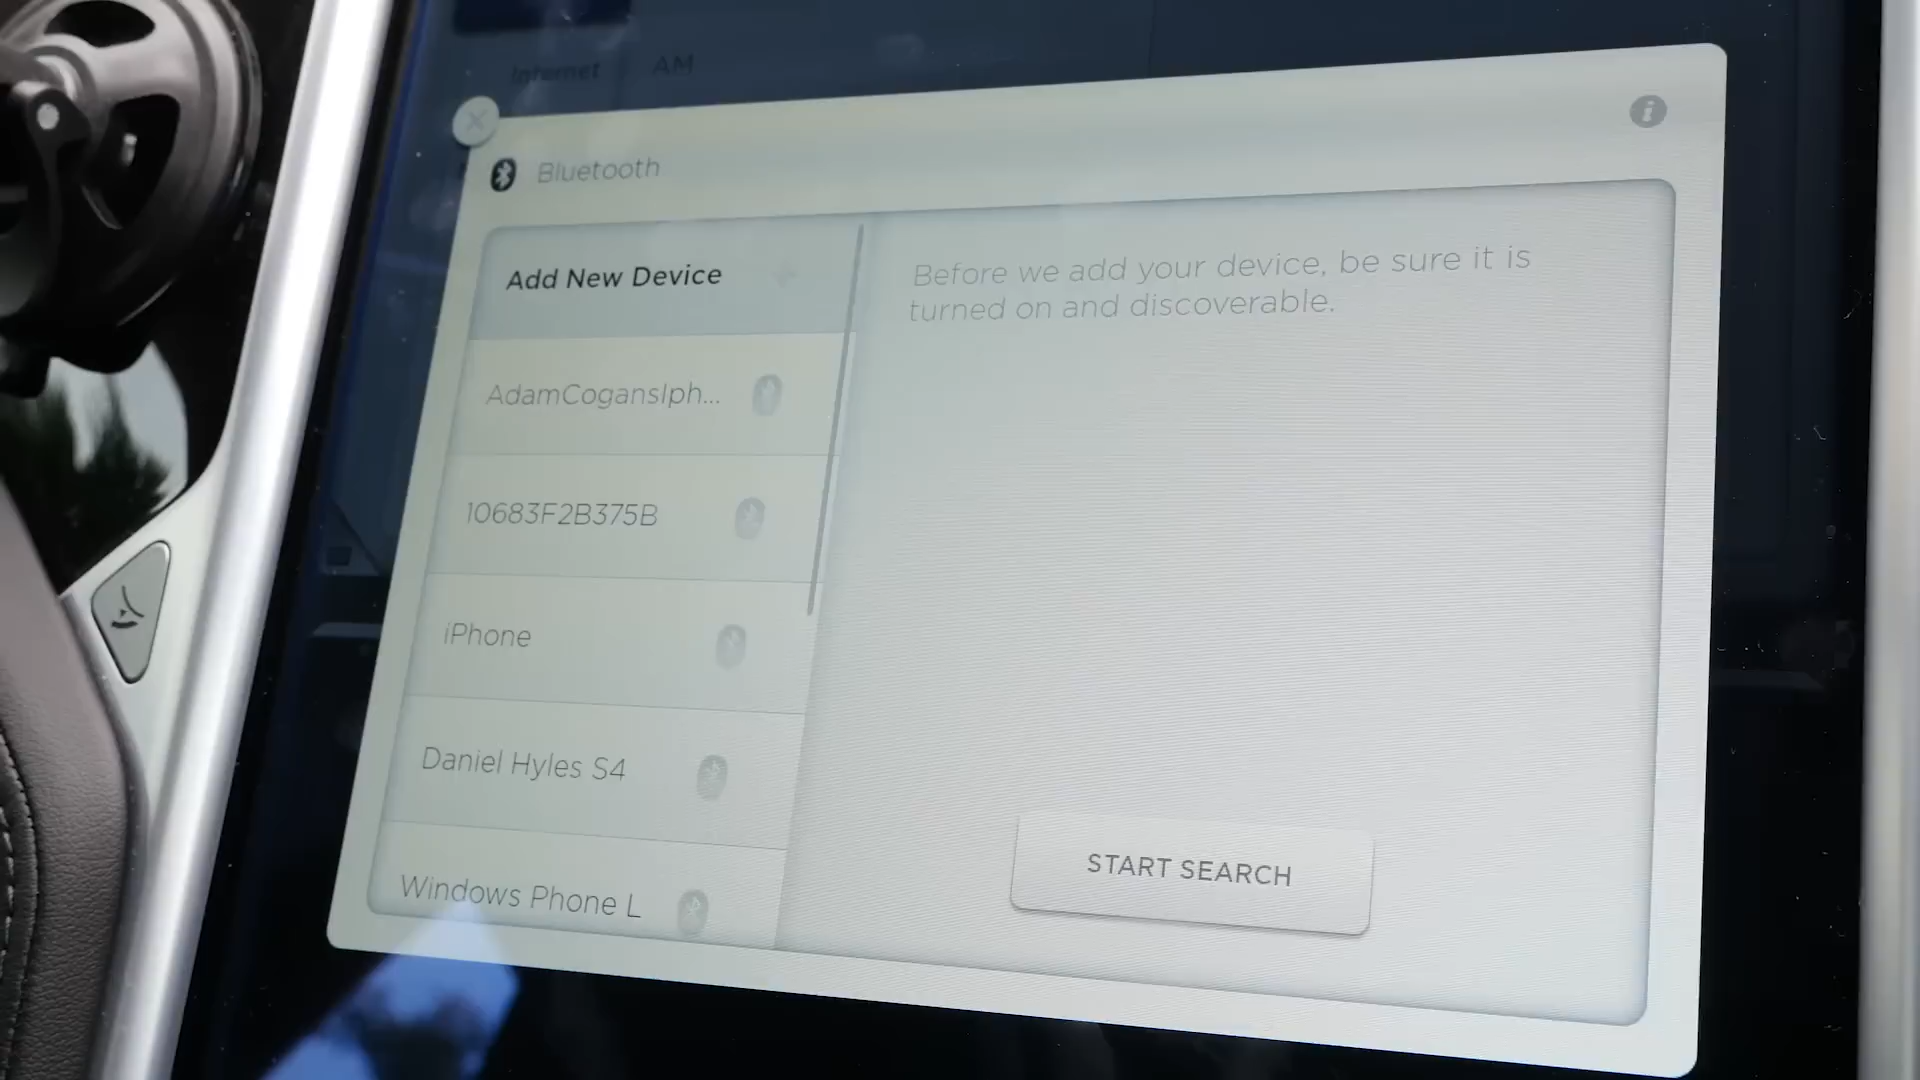 Internet AM
Bluetooth
Add New Device +
Before we add your device, be sure it is
turned on and discoverable.
AdamCogansIph...
10683F2B375B
iPhone
Daniel Hyles S4
Windows Phone L
START SEARCH